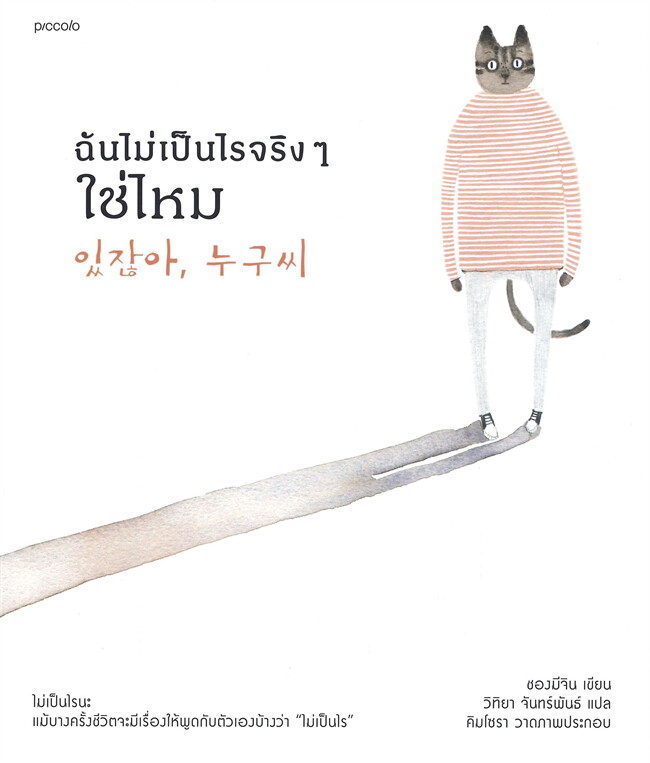 piccolo
ฉันไม่เป็นไรจริง ๆ
ใช่ไหม
있잖아, 누구씨
ไม่เป็นไรนะ
แม้บางครั้งชีวิตจะมีเรื่องให้พูดกับตัวเองบ้างว่า “ไม่เป็นไร”
ชองมีจิน เขียน
วิทิยา จันทร์พันธ์ แปล
คิมโซรา วาดภาพประกอบ